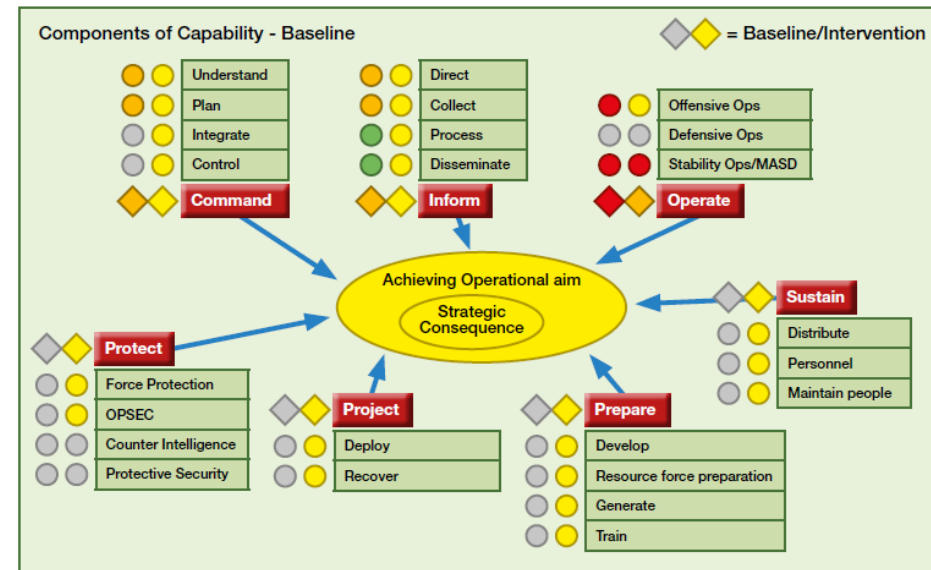 Components of Capability - Baseline
= Baseline/Intervention
Understand
Plan
Integrate
Control
Command
Direct
Collect
Process
Disseminate
Inform
Offensive Ops
Defensive Ops
Stability Ops/MASD
Operate
Achieving Operational aim
Strategic
Consequence
Sustain
Distribute
Personnel
Maintain people
Protect
Force Protection
OPSEC
Counter Intelligence
Protective Security
Project
Deploy
Recover
Prepare
Develop
Resource force preparation
Generate
Train